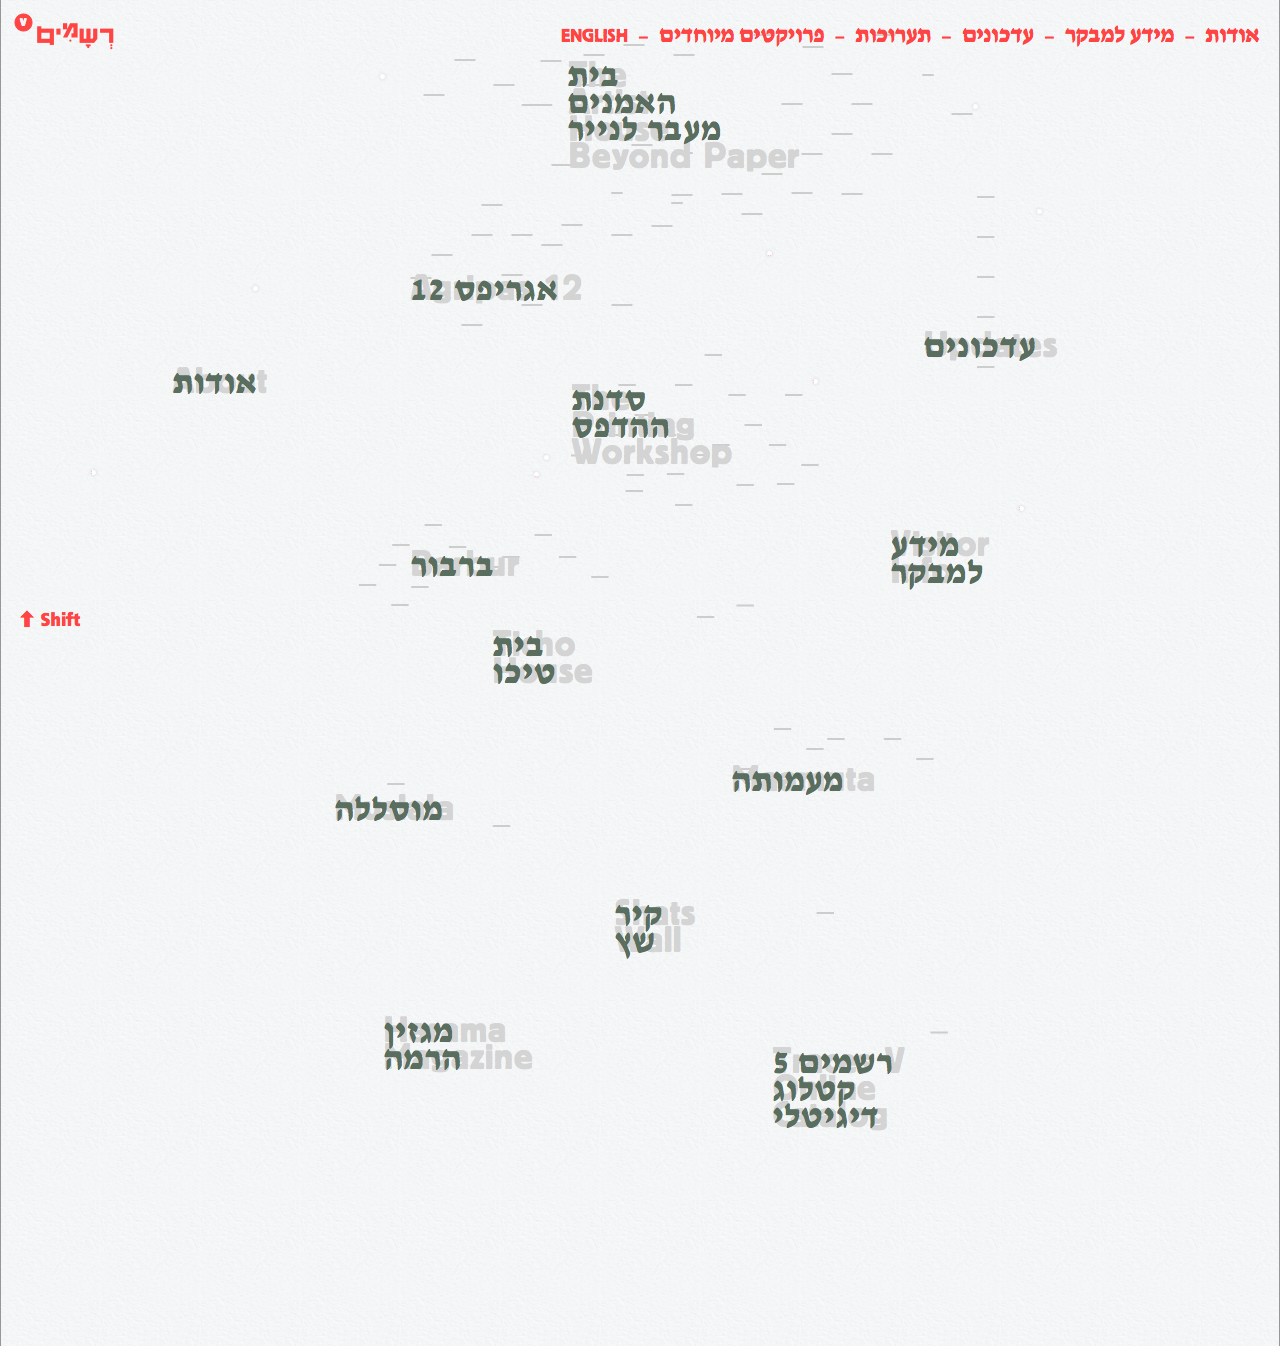 רְשָׁמִים
V
אודות – מידע למבקר – עדכונים – תערוכות – פרויקטים מיוחדים – ENGLISH
בית
האמנים
מעבר לנייר
Beyond Paper
אגריפס 12
עדכונים
אודות
סדנת
ההדפס
Workshop
ברבור
מידע
למבקר
Shift
בית
טיכו
מעמותה
מוסללה
קיר
שץ
מגזין
הרמה
רשמים 5
קטלוג
דיגיטלי